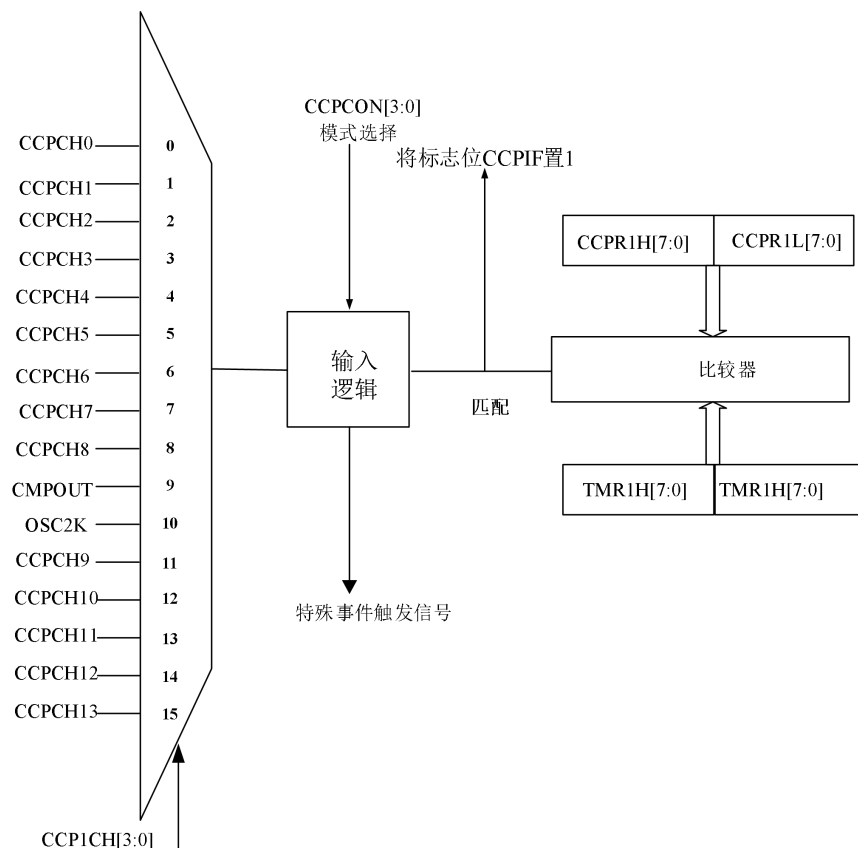 CCPCH0
CCPCH1
CCPCH2
CCPCH3
CCPCH4
CCPCH5
CCPCH6
CCPCH7
CCPCH8
CMPOUT
OSC2K
CCPCH9
CCPCH10
CCPCH11
CCPCH12
CCPCH13
0
1
2
3
4
5
6
7
8
9
10
11
12
13
14
15
CCP1CH[3:0]
CCPCON[3:0]
模式选择
输入
逻辑
特殊事件触发信号
将标志位CCPIF置1
匹配
CCPR1H[7:0]
CCPR1L[7:0]
比较器
TMR1H[7:0]
TMR1H[7:0]